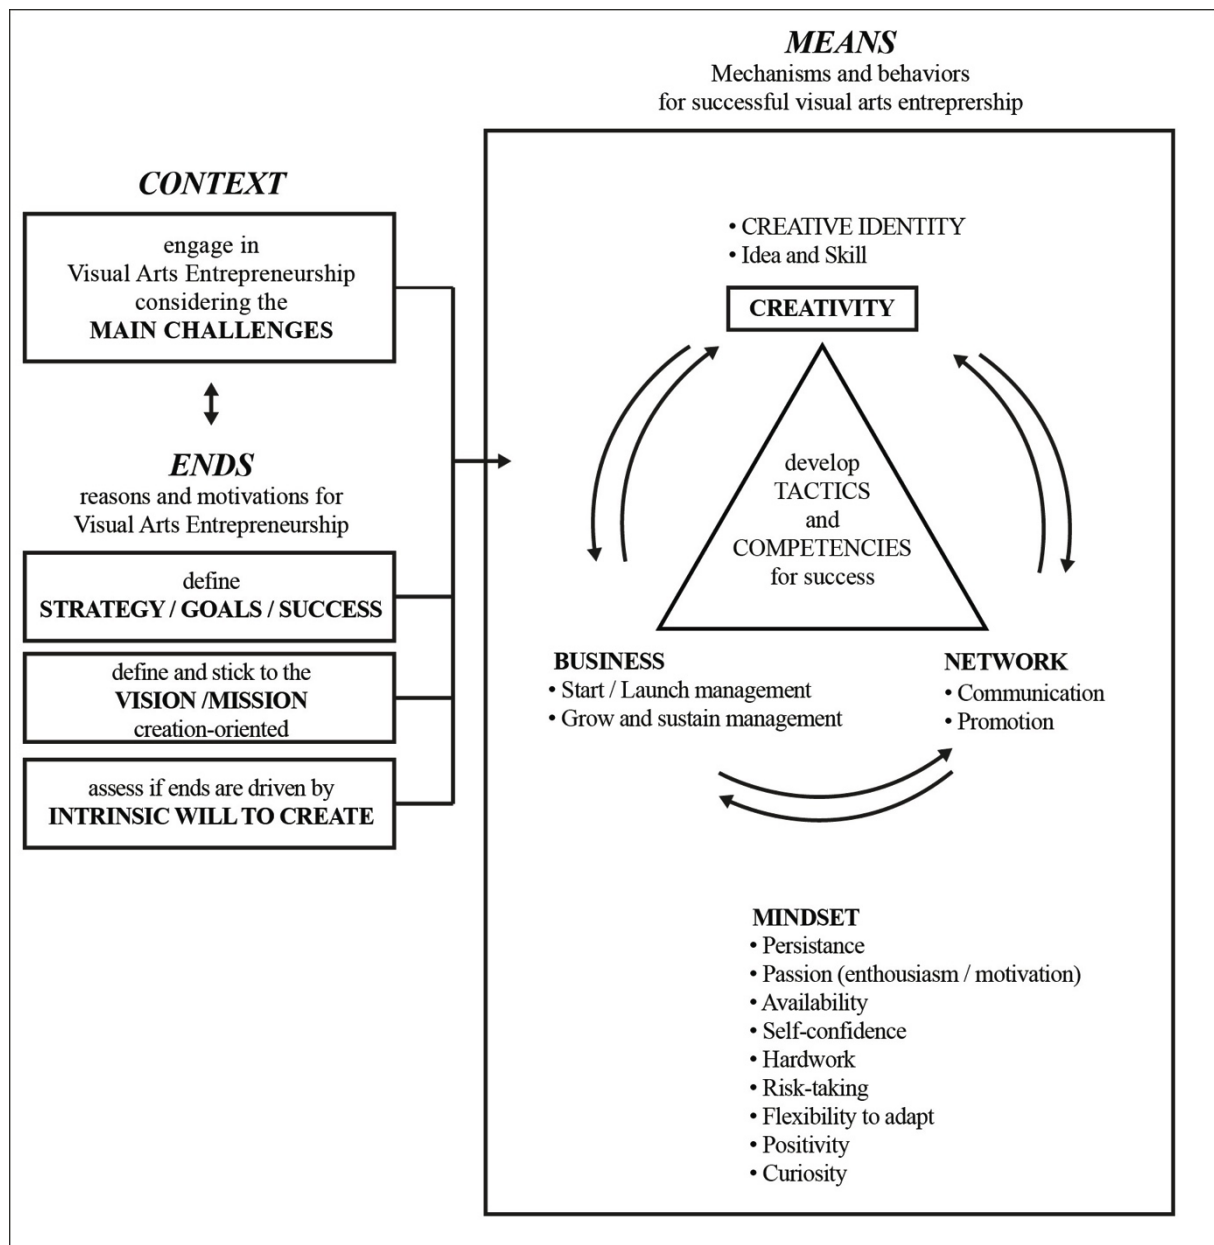 MEANS
Mechanisms and behaviors
for successful visual arts entreprership
CONTEXT
engage in
Visual Arts Entrepreneurship
considering the
MAIN CHALLENGES
ENDS
reasons and motivations for
Visual Arts Entrepreneurship
define
STRATEGY / GOALS / SUCCESS
define and stick to the
VISION /MISSION
creation-oriented
assess if ends are driven by
INTRINSIC WILL TO CREATE
• CREATIVE IDENTITY
• Idea and Skill
CREATIVITY
develop
TACTICS
and
COMPETENCIES
for success
BUSINESS
• Start / Launch management
• Grow and sustain management
NETWORK
• Communication
• Promotion
MINDSET
• Persistance
• Passion (enthousiasm / motivation)
• Availability
• Self-confidence
• Hardwork
• Risk-taking
• Flexibility to adapt
• Positivity
• Curiosity